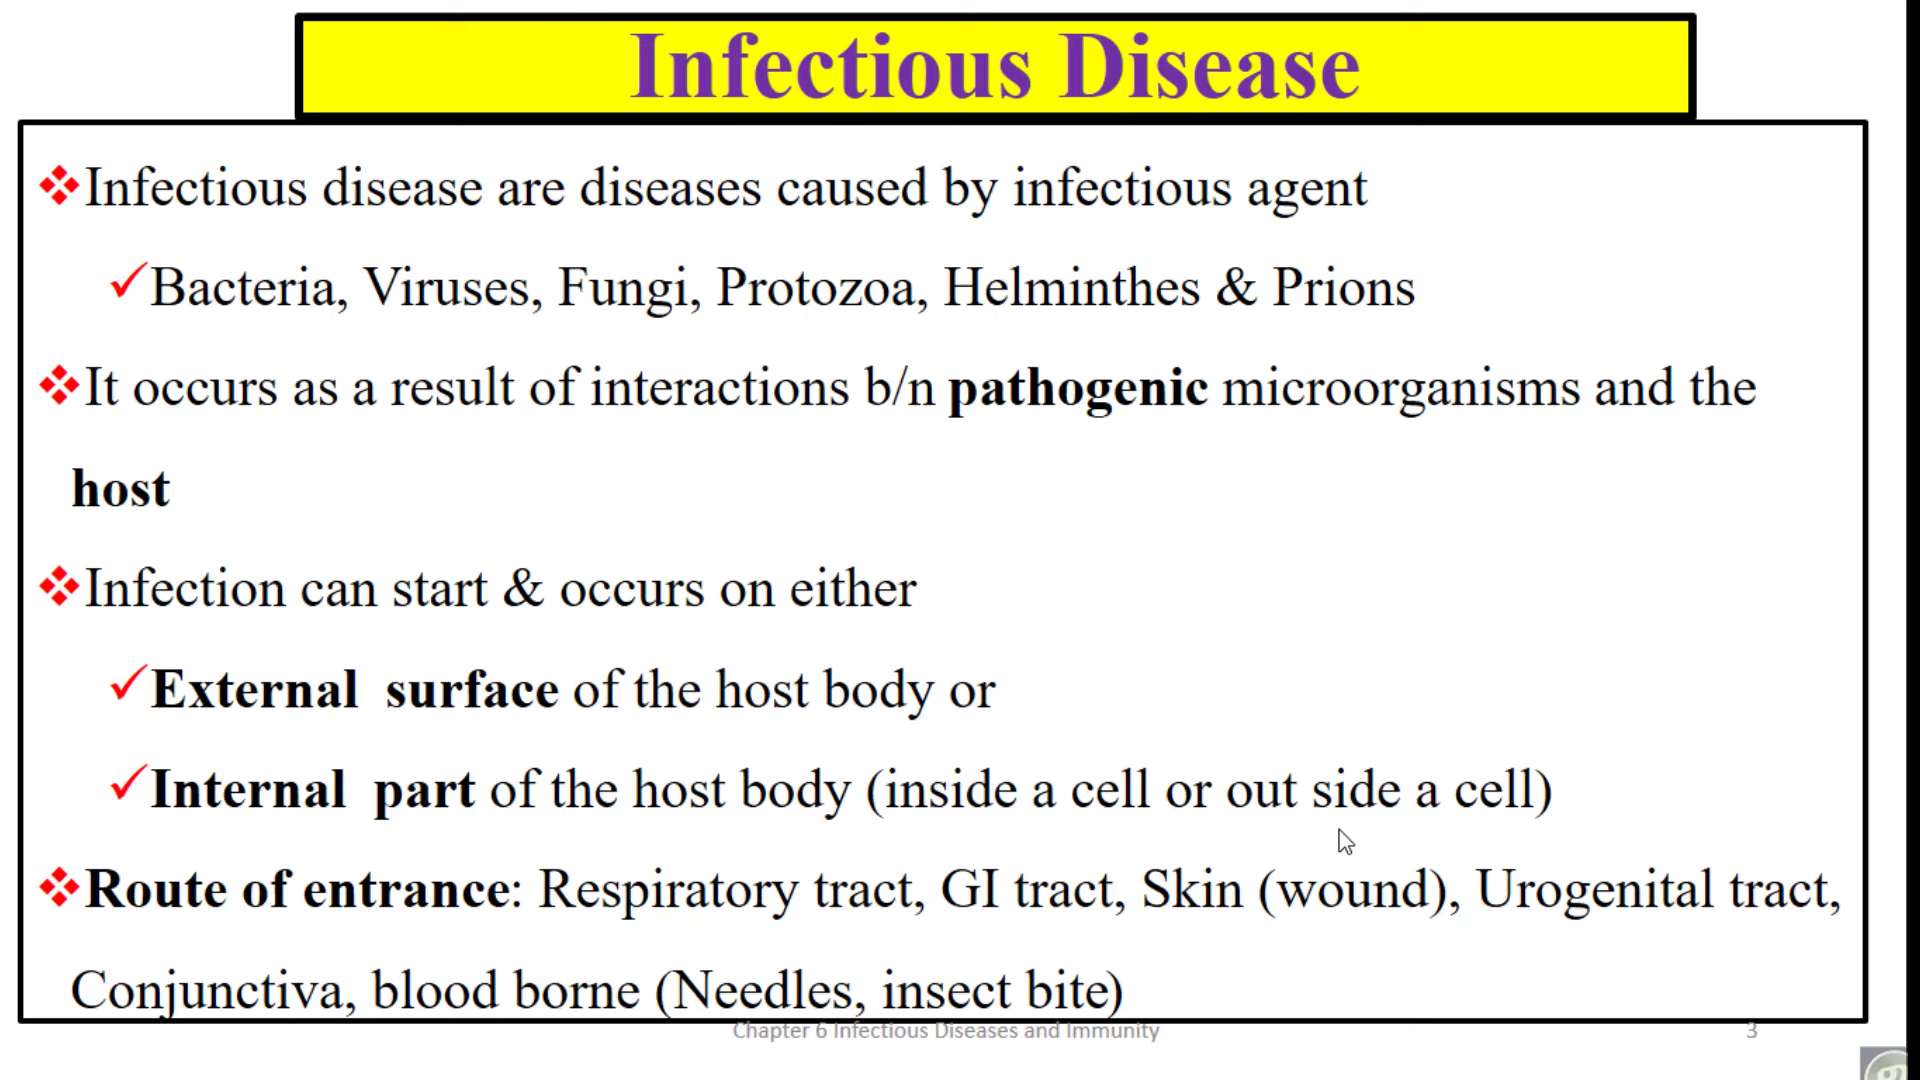 Infectious Disease
❖Infectious disease are diseases caused by infectious agent
✓Bacteria, Viruses, Fungi, Protozoa, Helminthes & Prions
❖It occurs as a result of interactions b/n pathogenic microorganisms and the
host
❖Infection can start & occurs on either
✓External surface of the host body or
✓Internal part of the host body (inside a cell or out side a cell)
❖Route of entrance: Respiratory tract, GI tract, Skin (wound), Urogenital tract,
Conjunctiva, blood borne (Needles, insect bite)
Chapter 6 Infectious Diseases and Immunity 3